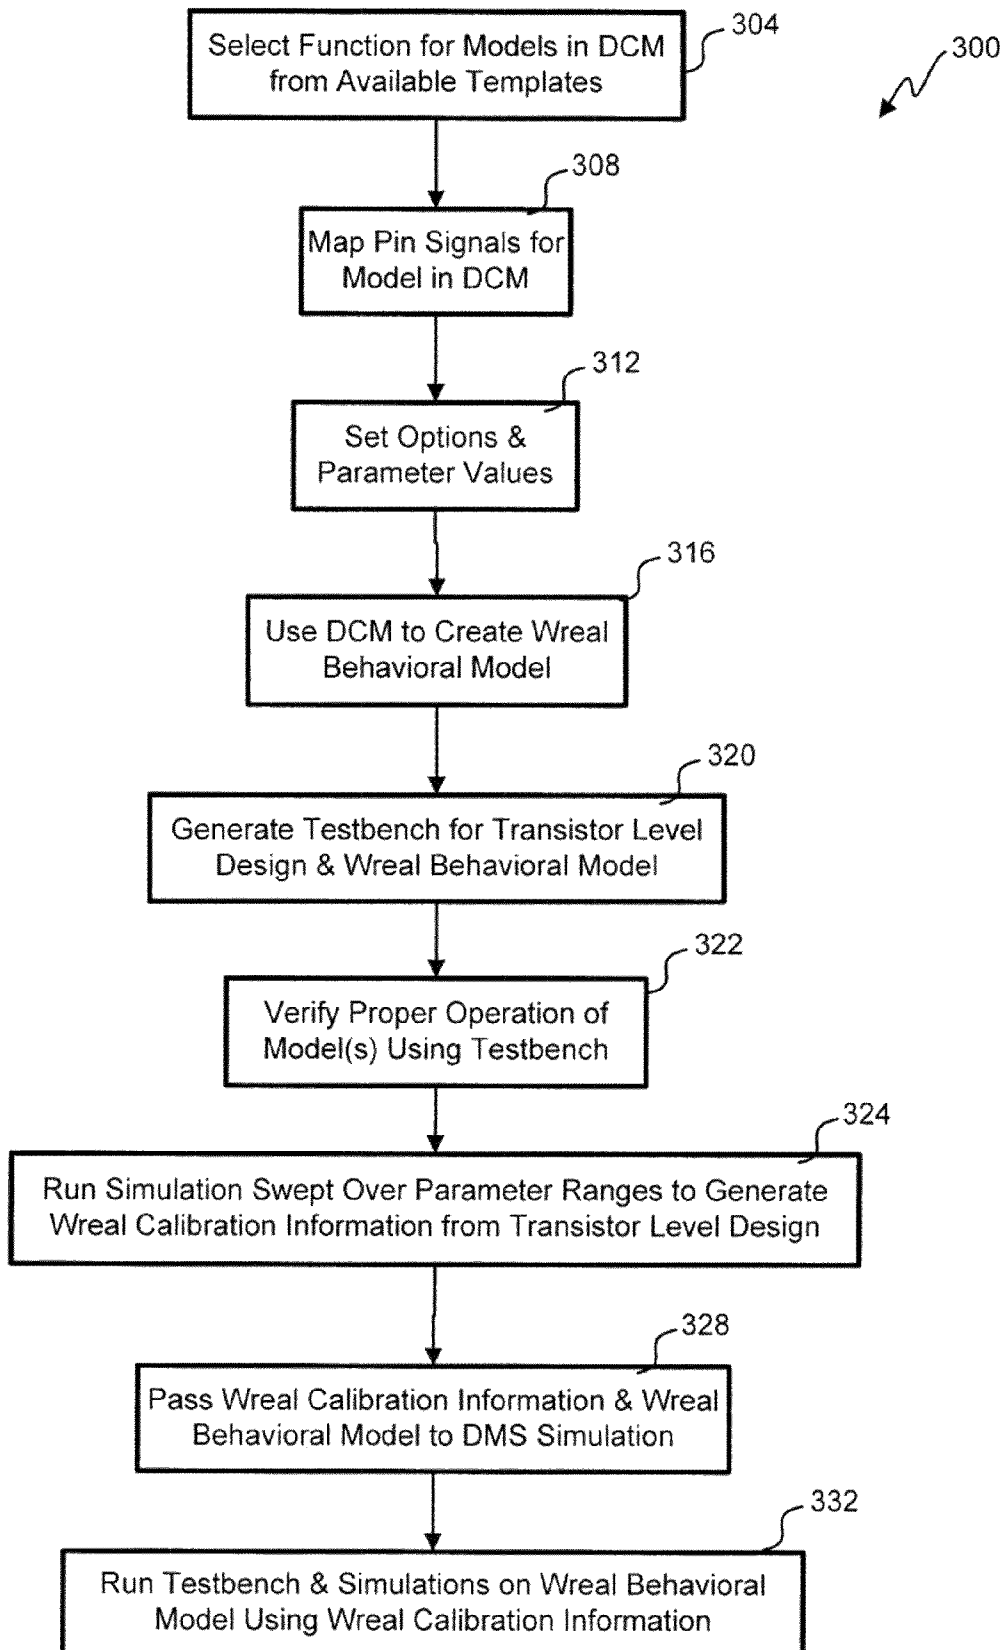 304
Select Function for Models in DCM
from Available Templates
300
308
Map Pin Signals for
Model in DCM
312
Set Options &
Parameter Values
316
Use DCM to Create Wreal
Behavioral Model
320
Generate Testbench for Transistor Level
Design & Wreal Behavioral Model
322
Verify Proper Operation of
Model(s) Using Testbench
324
Run Simulation Swept Over Parameter Ranges to Generate
Wreal Calibration Information from Transistor Level Design
328
Pass Wreal Calibration Information & Wreal
Behavioral Model to DMS Simulation
332
Run Testbench & Simulations on Wreal Behavioral
Model Using Wreal Calibration Information